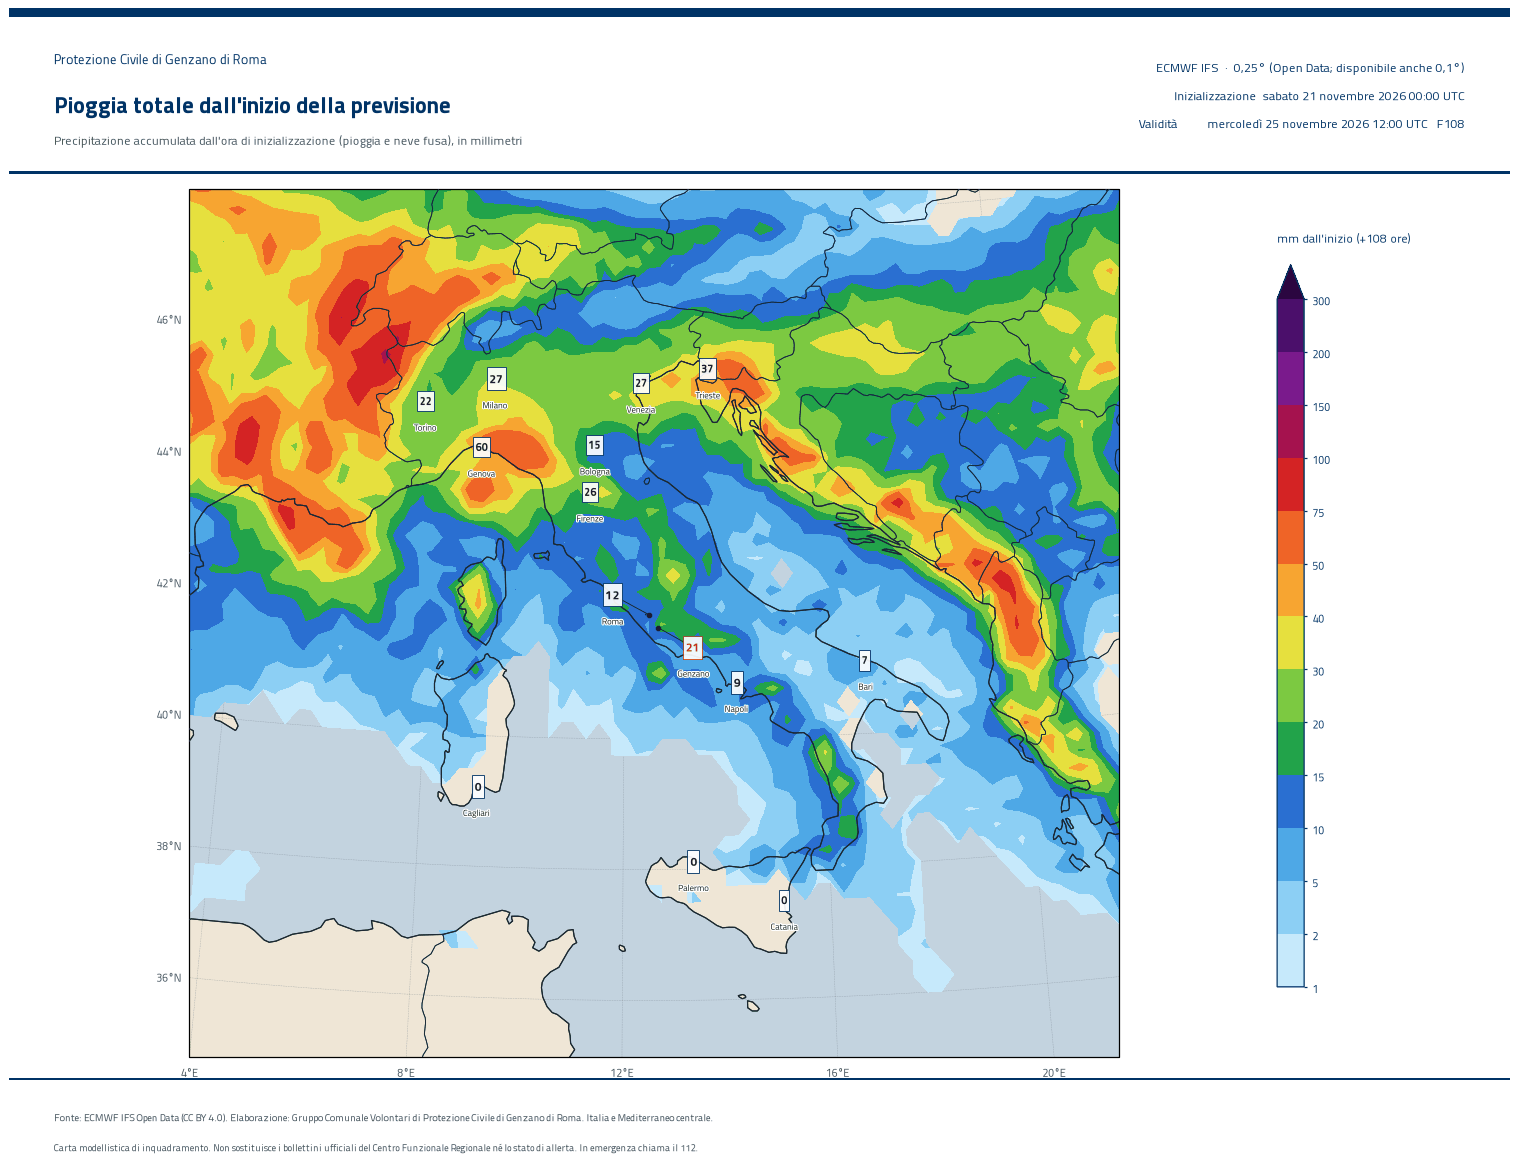 Protezione Civile di Genzano di Roma
Pioggia totale dall'inizio della previsione
Precipitazione accumulata dall'ora di inizializzazione (pioggia e neve fusa), in millimetri
ECMWF IFS · 0,25° (Open Data; disponibile anche 0,1°)
Inizializzazione sabato 21 novembre 2026 00:00 UTC
Validità mercoledì 25 novembre 2026 12:00 UTC F108
mm dall'inizio (+108 ore)
300
200
150
100
75
50
40
30
20
15
10
5
2
1
46°N
44°N
42°N
40°N
38°N
36°N
4°E
8°E
12°E
16°E
20°E
37
Trieste
27
Venezia
27
Milano
22
Torino
60
Genova
15
Bologna
26
Firenze
12
Roma
21
Genzano
9
Napoli
7
Bari
0
Cagliari
0
Palermo
0
Catania
Fonte: ECMWF IFS Open Data (CC BY 4.0). Elaborazione: Gruppo Comunale Volontari di Protezione Civile di Genzano di Roma. Italia e Mediterraneo centrale.
Carta modellistica di inquadramento. Non sostituisce i bollettini ufficiali del Centro Funzionale Regionale né lo stato di allerta. In emergenza chiama il 112.